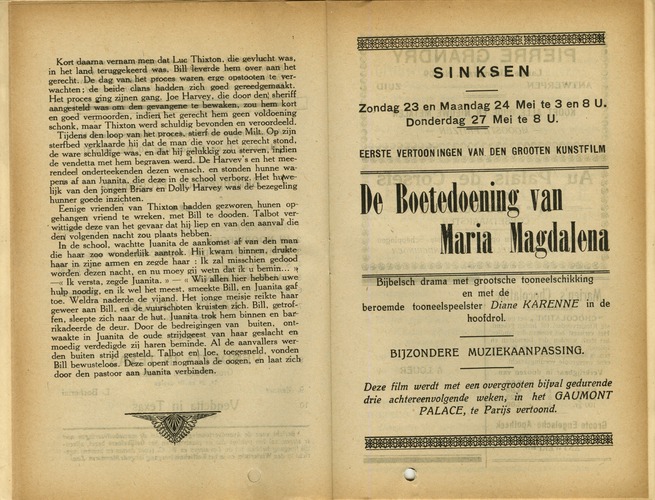 Kort daarna vernam men dat Luc Thixton, die gevlucht was,
in het land teruggekeerd was. Bill leverde hem over aan het
gerecht. De dag van het proces waren erge opstooten te ver-
wachten; de beide clans hadden zich goed gereedgemaakt.
Het proces ging zijnen gang. Joe Harvey, die door den sheriff
aangesteld was om den gevangene te bewaken, zou hem kort
en goed vermoorden, indien het gerecht hem geen voldoening
schonk, maar Thixton werd schuldig bevonden en veroordeeld.
Tijdens den loop van het proces, stierf de oude Milt. Op zijn
sterfbed verklaarde hij dat de man die voor het gerecht stond,
de ware schuldige was, en dat hij gelukkig zou sterven, indien
de vendetta met hem begraven werd. De Harvey's en het mee-
rendeel onderteekenden dezen wensch, en stonden hunne wa-
pens af aan Juanita, die deze in de school verborg. Het huwe-
lijk van den jongen Briars en Dolly Harvey was de bezegeling
hunner goede inzichten.
Eenige vrienden van Thixton hadden gezworen hunen op-
gehangen vriend te wreken, met Bill te dooden. Talbot ver-
wittigde deze van het gevaar dat hij liep en van den aanval die
den volgenden nacht zou plaats hebben.
In de school, wachtte Juanita de aankomst af van den man
die haar zoo wonderlijk aantrok. Hij kwam binnen, drukte
haar in zijne armen en zegde haar : Ik zal misschien gedood
worden dezen nacht, en nu moey gij wetn dat ik u bemin... »
— « Ik versta, zegde Juanita. » — « Wij allen hier hebben uwe
hulp noodig, en ik wel het meest, smeekte Bill, en Juanita gaf
toe. Weldra naderde de vijand. Het jonge meisje reikte haar
geweer aan Bill, en de vuurschoten kruisten zich. Bill, getrof-
fen, sleepte zich naar de hut. Juanita trok hem binnen en bar-
rikadeerde de deur. Door de bedreigingen van buiten, ont-
waakte in Juanita de oude strijdgeest van haar geslacht en
moedig verdedigde zij haren beminde. Al de aanvallers wer-
den buiten strijd gesteld. Talbot en Joe, toegesneld, vonden
Bill bewusteloos. Deze opent nogmaals de oogen, en laat zich
door den pastoor aan Juanita verbinden.
SINKSEN
Zondag 23 en Maandag 24 Mei te 3 en 8 U.
Donderdag 27 Mei te 8 U.
EERSTE VERTOONINGEN VAN DEN GROOTEN KUNSTFILM
De Boetedoening van
Maria Magdalena
Bijbelsch drama met grootsche tooneelschikking
en met de
beroemde tooneelspeelster Diane KARENNE in de
hoofdrol.
BIJZONDERE MUZIEKAANPASSING.
Deze film werdt met een overgrooten bijval gedurende
drie achtereenvolgende weken, in het GAUMONT
PALACE, te Parijs vertoond.